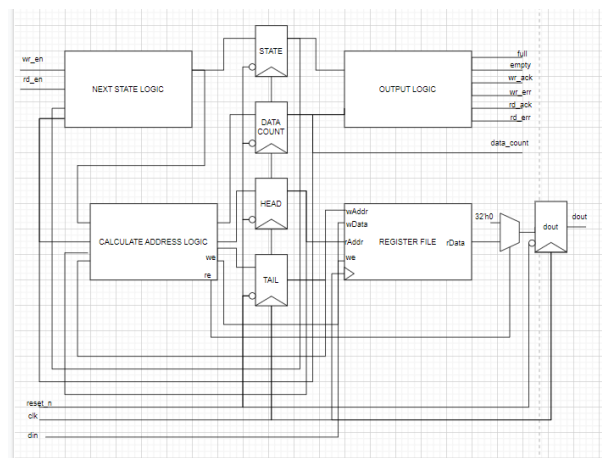 wr_en
rd_en
NEXT STATE LOGIC
STATE
OUTPUT LOGIC
full
empty
wr_ack
wr_err
rd_ack
rd_err
data_count
DATA
COUNT
HEAD
TAIL
CALCULATE ADDRESS LOGIC
we
re
wAddr
wData
rAddr
we
REGISTER FILE
rData
32'h0
dout
dout
reset_n
clk
din